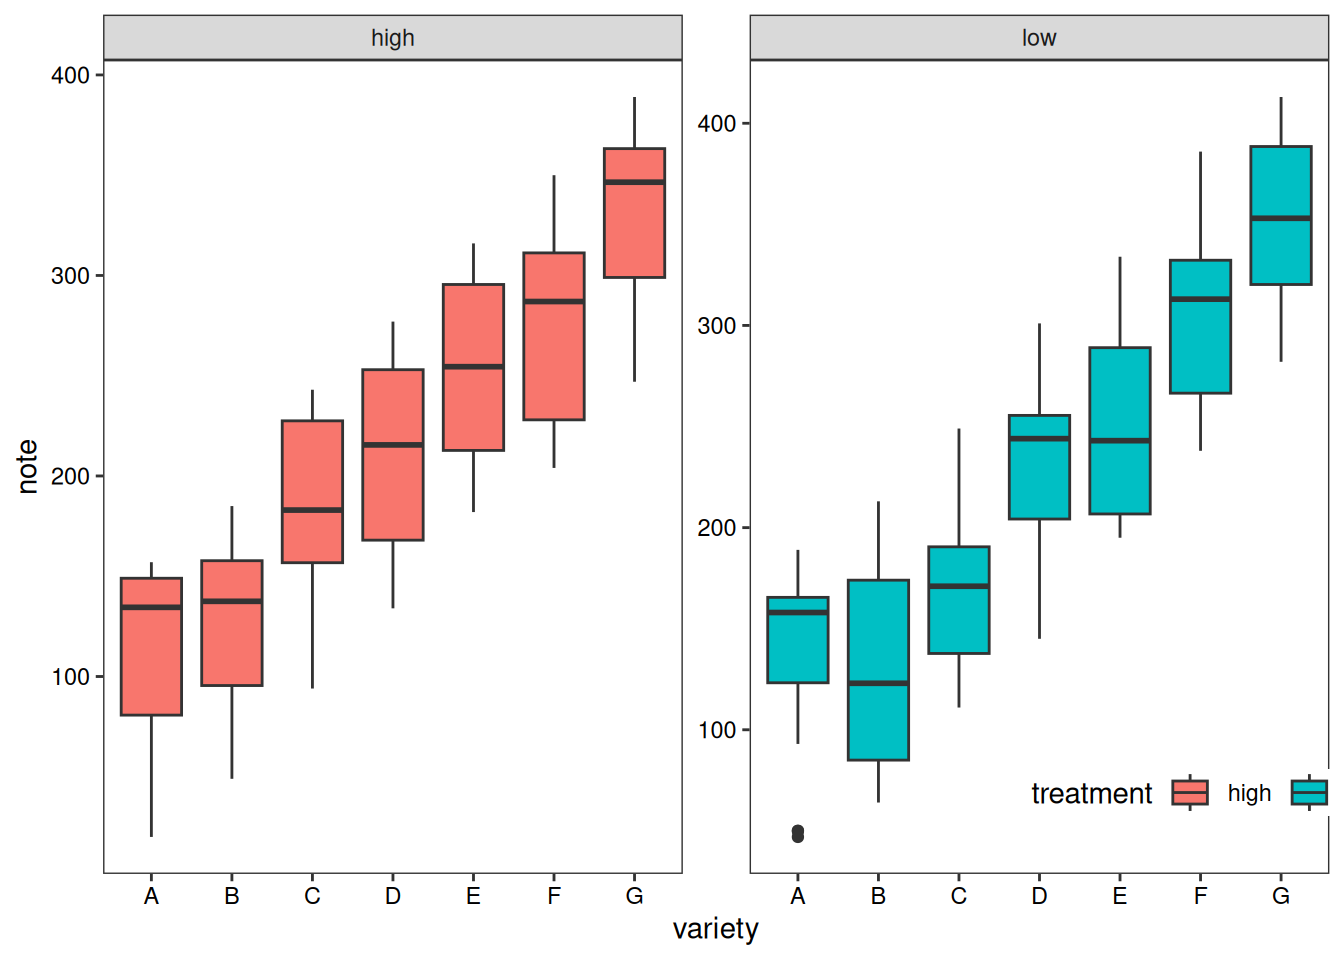 high
low
400
300
200
100
note
400
300
200
100
treatment high
A B C D E F G
A B C D E F G
variety